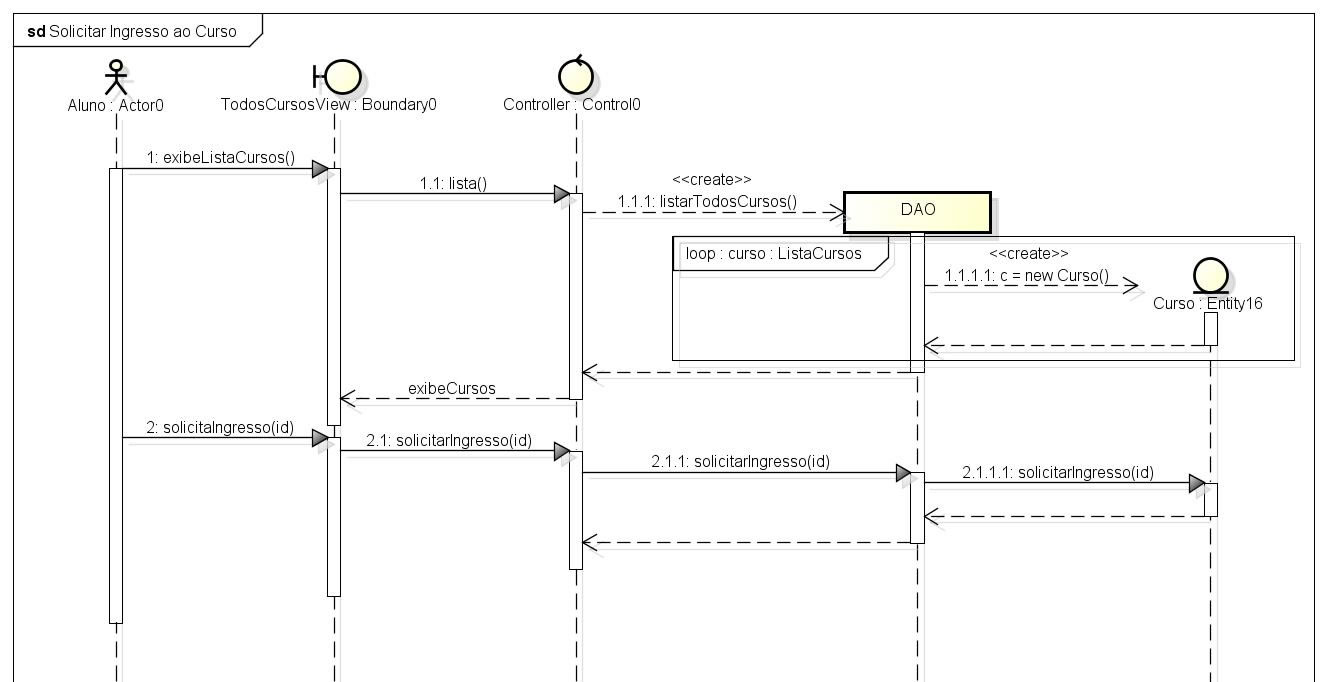 sd Solicitar Ingresso ao Curso
Aluno : Actor0
TodosCursosView : Boundary0
Controller : Control0
1: exibeListaCursos()
1.1: lista()
<<create>>
1.1.1: listarTodosCursos()
DAO
loop : curso : ListaCursos
<<create>>
1.1.1.1: c = new Curso()
Curso : Entity16
exibeCursos
2: solicitaIngresso(id)
2.1: solicitarIngresso(id)
2.1.1: solicitarIngresso(id)
2.1.1.1: solicitarIngresso(id)